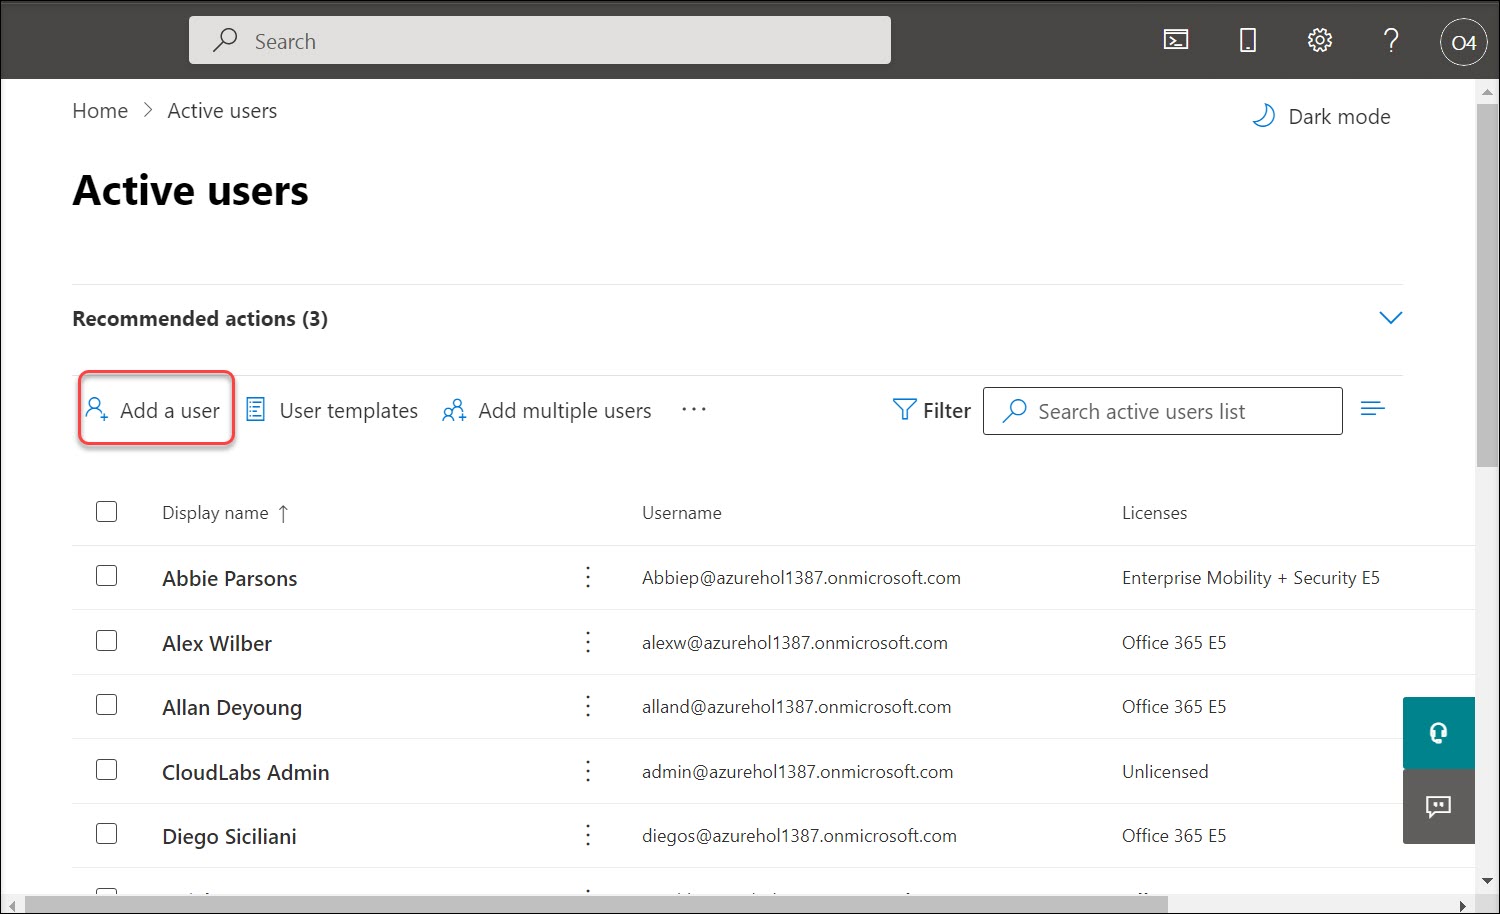 Search
O4
Home > Active users
Dark mode
Active users
Recommended actions (3)
Add a user
User templates
Add multiple users
...
Filter
Search active users list
Display name ↑
Username
Licenses
Abbie Parsons
Abbiep@azurehol1387.onmicrosoft.com
Enterprise Mobility + Security E5
Alex Wilber
alexw@azurehol1387.onmicrosoft.com
Office 365 E5
Allan Deyoung
alland@azurehol1387.onmicrosoft.com
Office 365 E5
CloudLabs Admin
admin@azurehol1387.onmicrosoft.com
Unlicensed
Diego Siciliani
diegos@azurehol1387.onmicrosoft.com
Office 365 E5